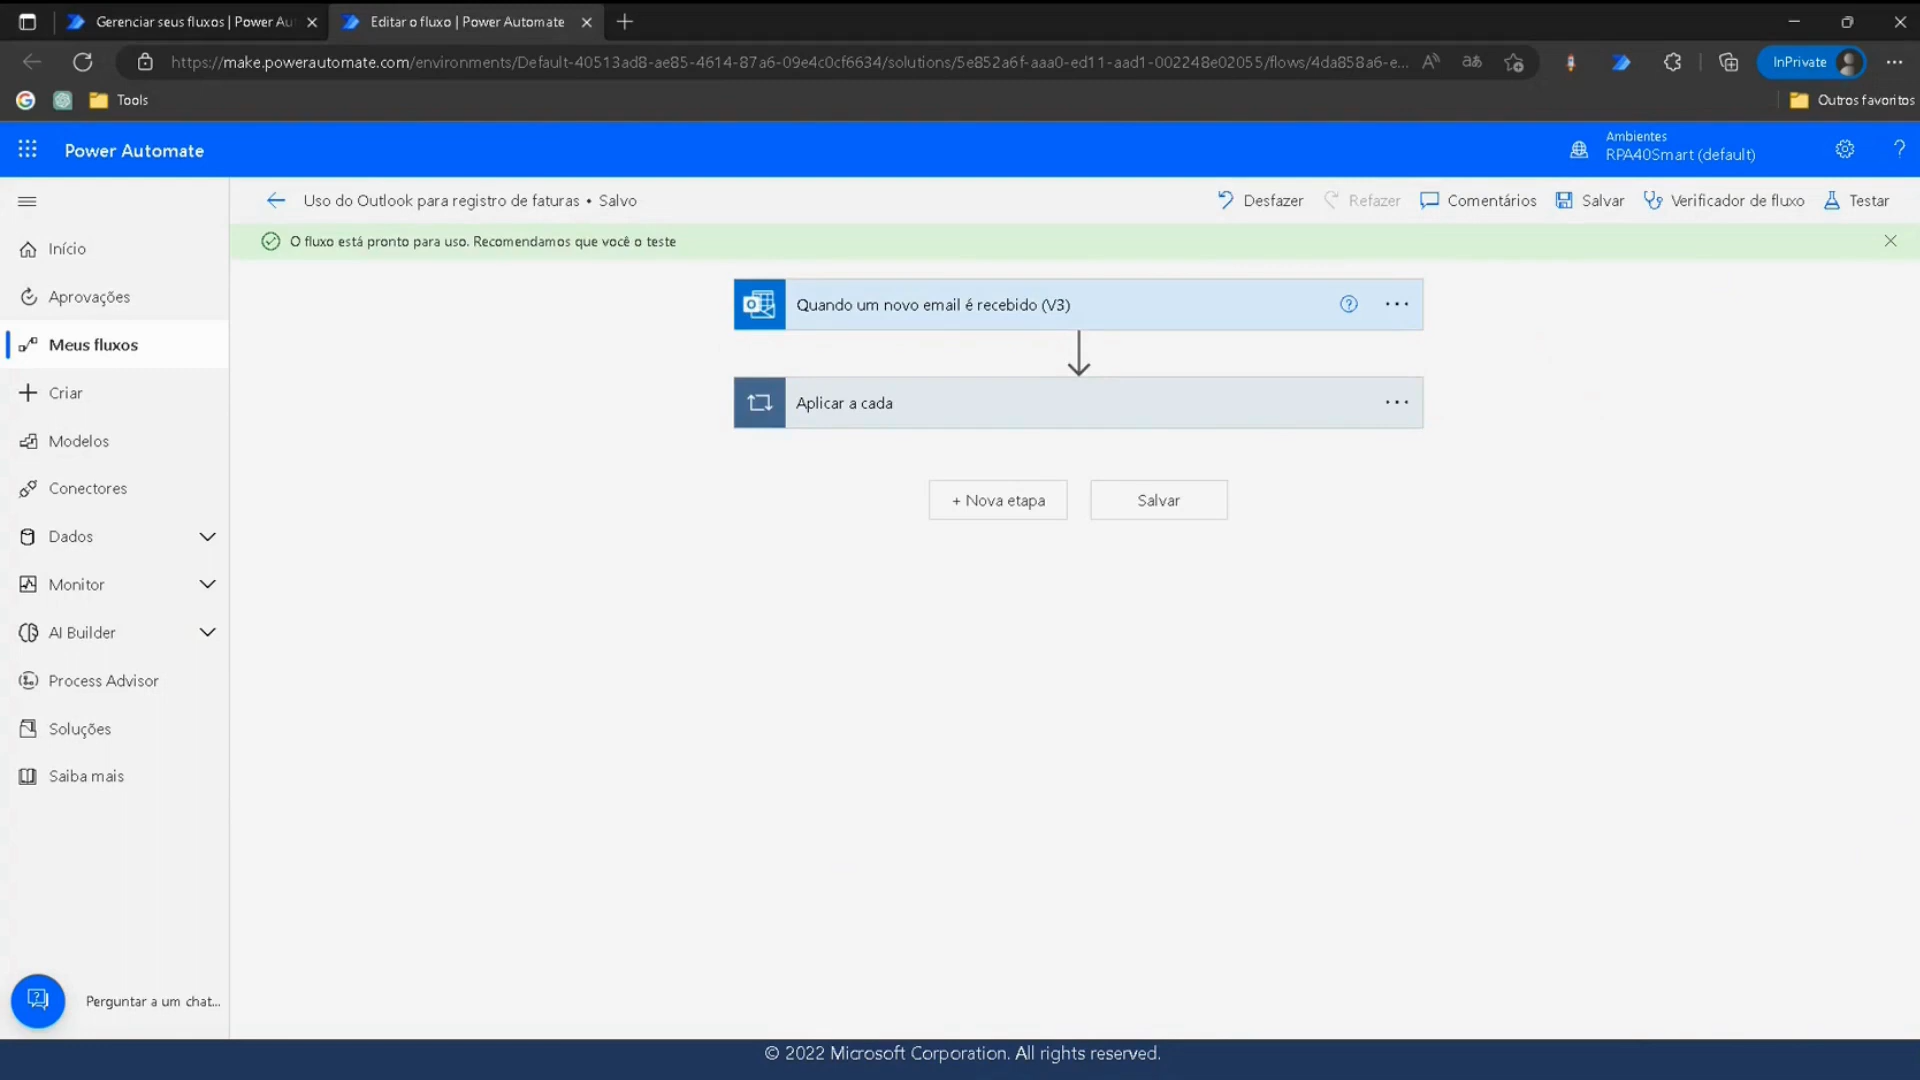 Gerenciar seus fluxos | Power Au
Editar o fluxo | Power Automate
https://make.powerautomate.com/environments/Default-40513ad8-ae85-4614-87a6-09e4c0cf6634/solutions/5e852a6f-aaa0-ed11-aad1-002248e02055/flows/4da858a6-e...
InPrivate
Tools
Outros favoritos
Power Automate
Ambientes
RPA40Smart (default)
Uso do Outlook para registro de faturas • Salvo
Desfazer
Refazer
Comentários
Salvar
Verificador de fluxo
Testar
O fluxo está pronto para uso. Recomendamos que você o teste
Início
Aprovações
Meus fluxos
Criar
Modelos
Conectores
Dados
Monitor
AI Builder
Process Advisor
Soluções
Saiba mais
Quando um novo email é recebido (V3)
Aplicar a cada
+ Nova etapa
Salvar
Perguntar a um chat...
© 2022 Microsoft Corporation. All rights reserved.